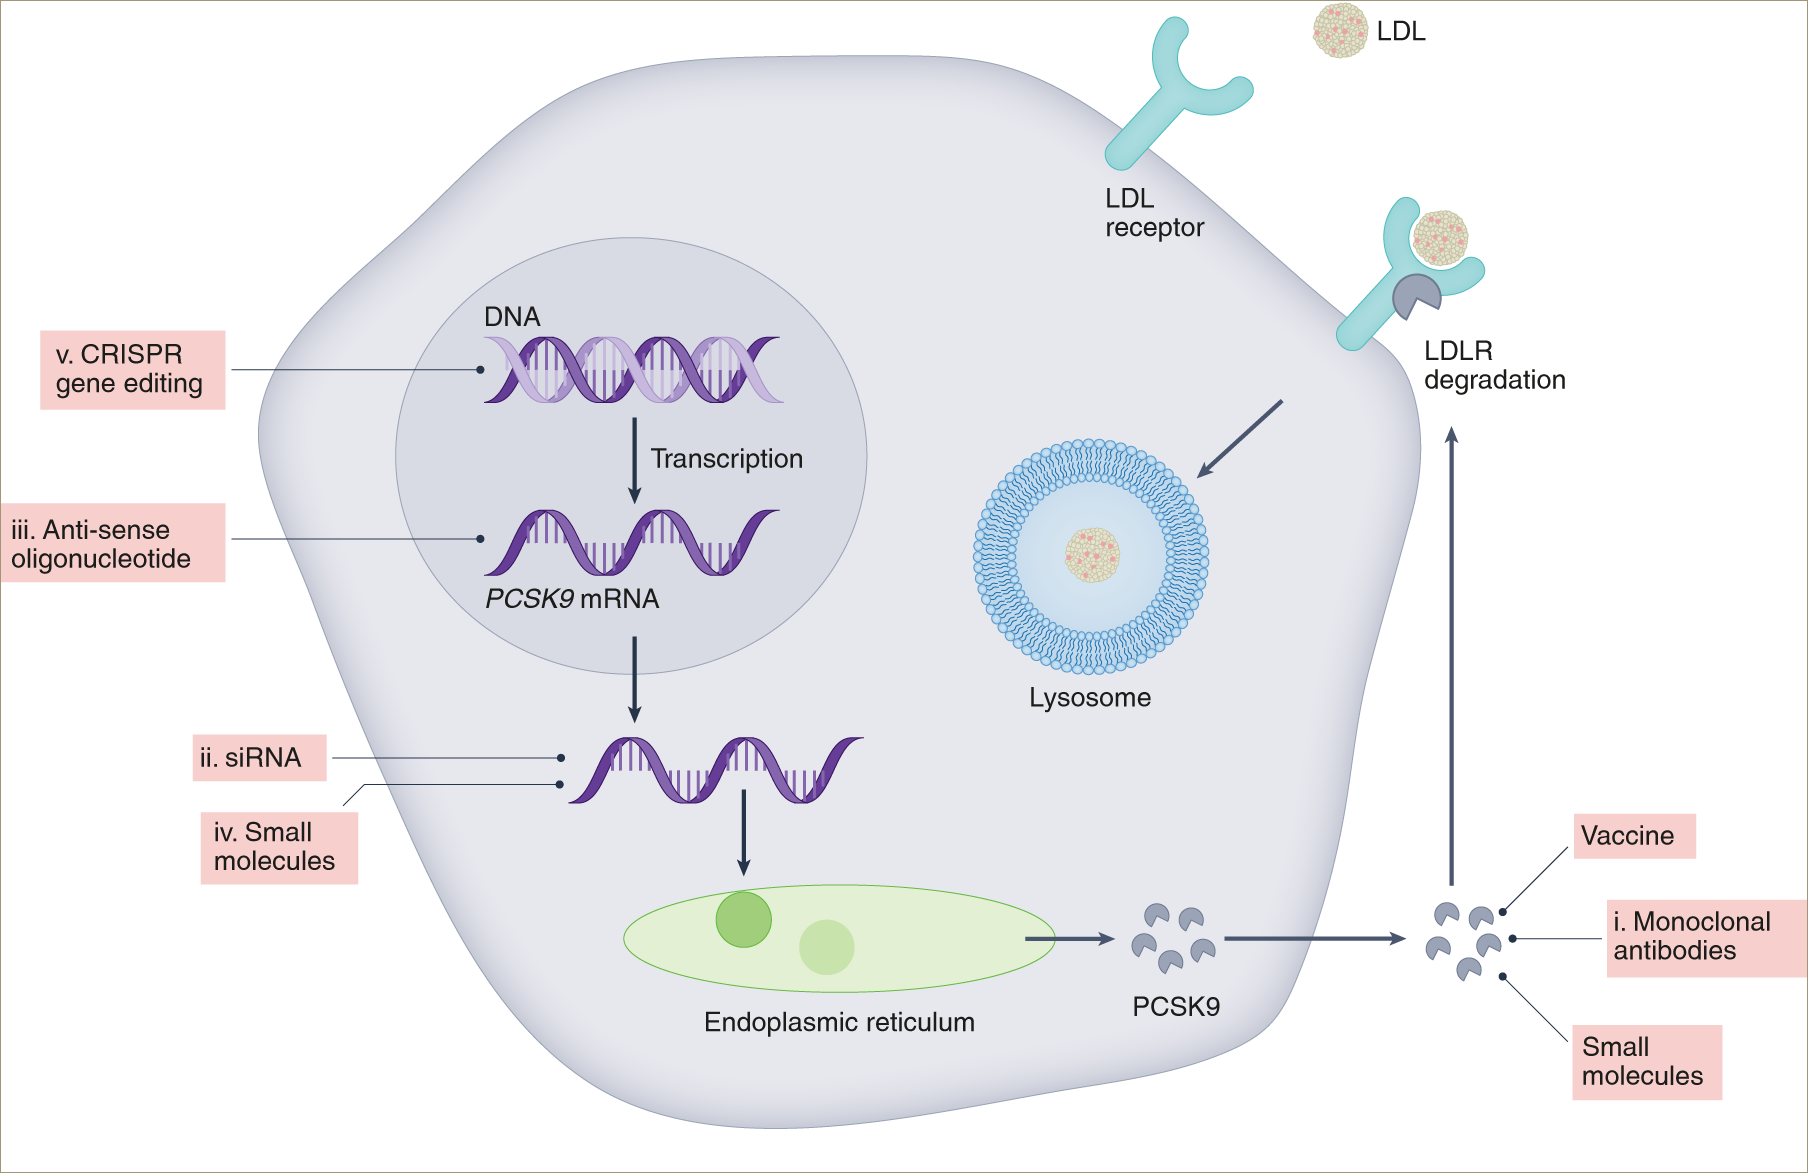 LDL
LDL
receptor
DNA
v. CRISPR
gene editing
LDLR
degradation
Transcription
iii. Anti-sense
oligonucleotide
PCSK9 mRNA
Lysosome
ii. siRNA
iv. Small
molecules
Vaccine
i. Monoclonal
antibodies
PCSK9
Endoplasmic reticulum
Small
molecules